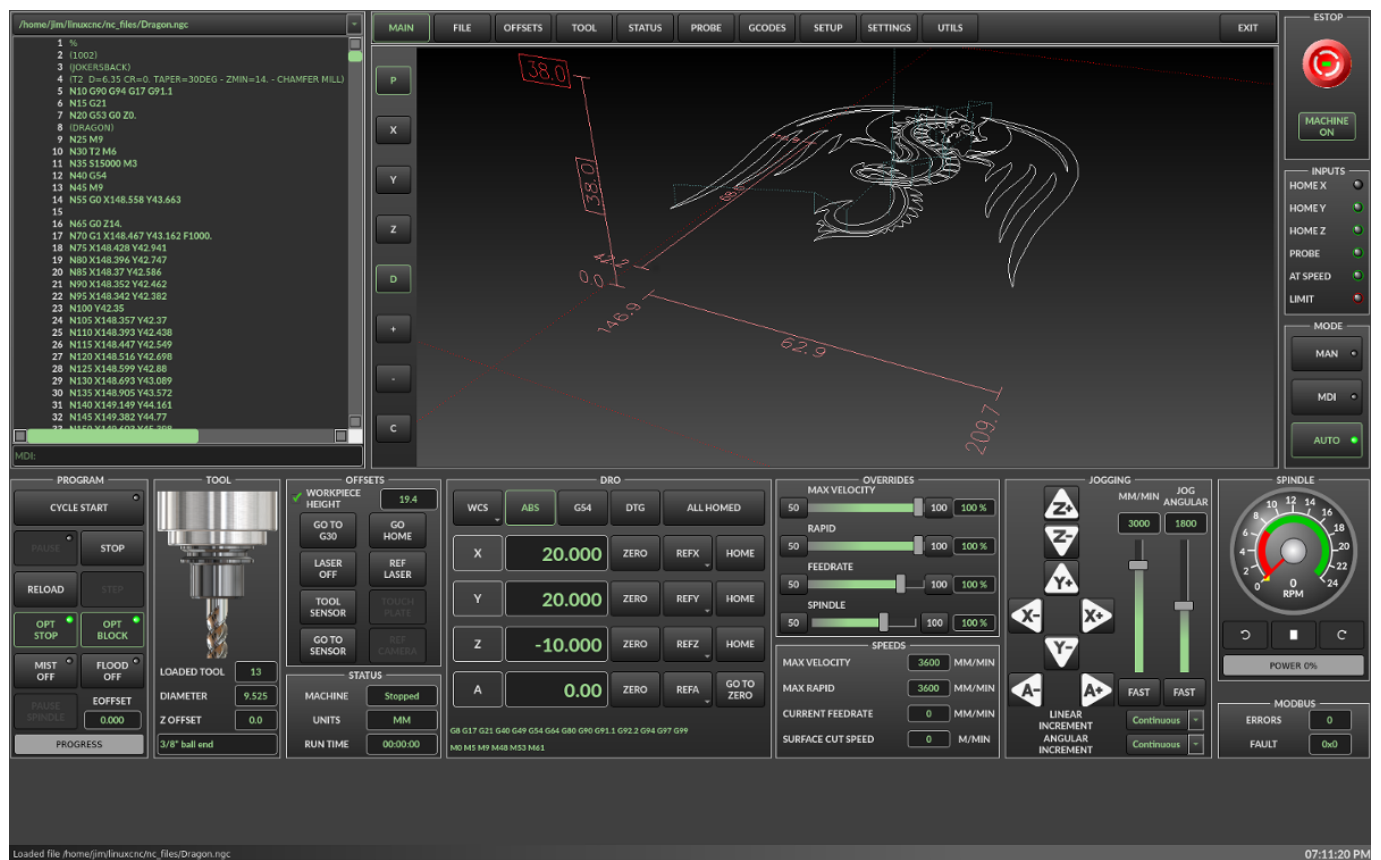 /home/jim/linuxcnc/nc_files/Dragon.ngc
1 %
2 (1002)
3 (JOKERSBACK)
4 (T2 D=6.35 CR=0. TAPER=30DEG - ZMIN=14. - CHAMFER MILL)
5 N10 G90 G94 G17 G91.1
6 N15 G21
7 N20 G53 G0 Z0.
8 (DRAGON)
9 N25 M9
10 N30 T2 M6
11 N35 S15000 M3
12 N40 G54
13 N45 M9
14 N55 G0 X148.558 Y43.663
15
16 N65 G0 Z14.
17 N70 G1 X148.467 Y43.162 F1000.
18 N75 X148.428 Y42.941
19 N80 X148.396 Y42.747
20 N85 X148.37 Y42.586
21 N90 X148.352 Y42.462
22 N95 X148.342 Y42.382
23 N100 Y42.35
24 N105 X148.357 Y42.37
25 N110 X148.393 Y42.438
26 N115 X148.447 Y42.549
27 N120 X148.516 Y42.698
28 N125 X148.599 Y42.88
29 N130 X148.693 Y43.089
30 N135 X148.905 Y43.572
31 N140 X149.149 Y44.161
32 N145 X149.382 Y44.77
MDI:
MAIN FILE OFFSETS TOOL STATUS PROBE GCODES SETUP SETTINGS UTILS EXIT
P
X
Y
Z
D
+
-
C
38.0
38.0
42.2
0.0
146.9
62.9
209.7
ESTOP
MACHINE
ON
INPUTS
HOME X
HOME Y
HOME Z
PROBE
AT SPEED
LIMIT
MODE
MAN
MDI
AUTO
PROGRAM
CYCLE START
PAUSE STOP
RELOAD STEP
OPT
STOP
OPT
BLOCK
MIST
OFF
FLOOD
OFF
PAUSE
SPINDLE
EOFFSET
0.000
PROGRESS
TOOL
LOADED TOOL 13
DIAMETER 9.525
Z OFFSET 0.0
3/8" ball end
OFFSETS
WORKPIECE
HEIGHT
19.4
GO TO
G30
GO
HOME
LASER
OFF
REF
LASER
TOOL
SENSOR
TOUCH
PLATE
GO TO
SENSOR
REF
CAMERA
STATUS
MACHINE Stopped
UNITS MM
RUN TIME 00:00:00
DRO
WCS ABS G54 DTG ALL HOMED
X 20.000 ZERO REFX HOME
Y 20.000 ZERO REFY HOME
Z -10.000 ZERO REFZ HOME
A 0.00 ZERO REFA GO TO
ZERO
G8 G17 G21 G40 G49 G54 G64 G80 G90 G91.1 G92.2 G94 G97 G99
M0 M5 M9 M48 M53 M61
OVERRIDES
MAX VELOCITY
50 100 100 %
RAPID
50 100 100 %
FEEDRATE
50 100 100 %
SPINDLE
50 100 100 %
SPEEDS
MAX VELOCITY 3600 MM/MIN
MAX RAPID 3600 MM/MIN
CURRENT FEEDRATE 0 MM/MIN
SURFACE CUT SPEED 0 M/MIN
JOGGING
Z+
Z-
Y+
X- X+
Y-
A- A+
MM/MIN
JOG
ANGULAR
3000 1800
FAST FAST
LINEAR
INCREMENT
Continuous
ANGULAR
INCREMENT
Continuous
SPINDLE
0 2 4 6 8 10 12 14 16 18 20 22 24
0
RPM
POWER 0%
MODBUS
ERRORS 0
FAULT 0x0
Loaded file /home/jim/linuxcnc/nc_files/Dragon.ngc
07:11:20 PM